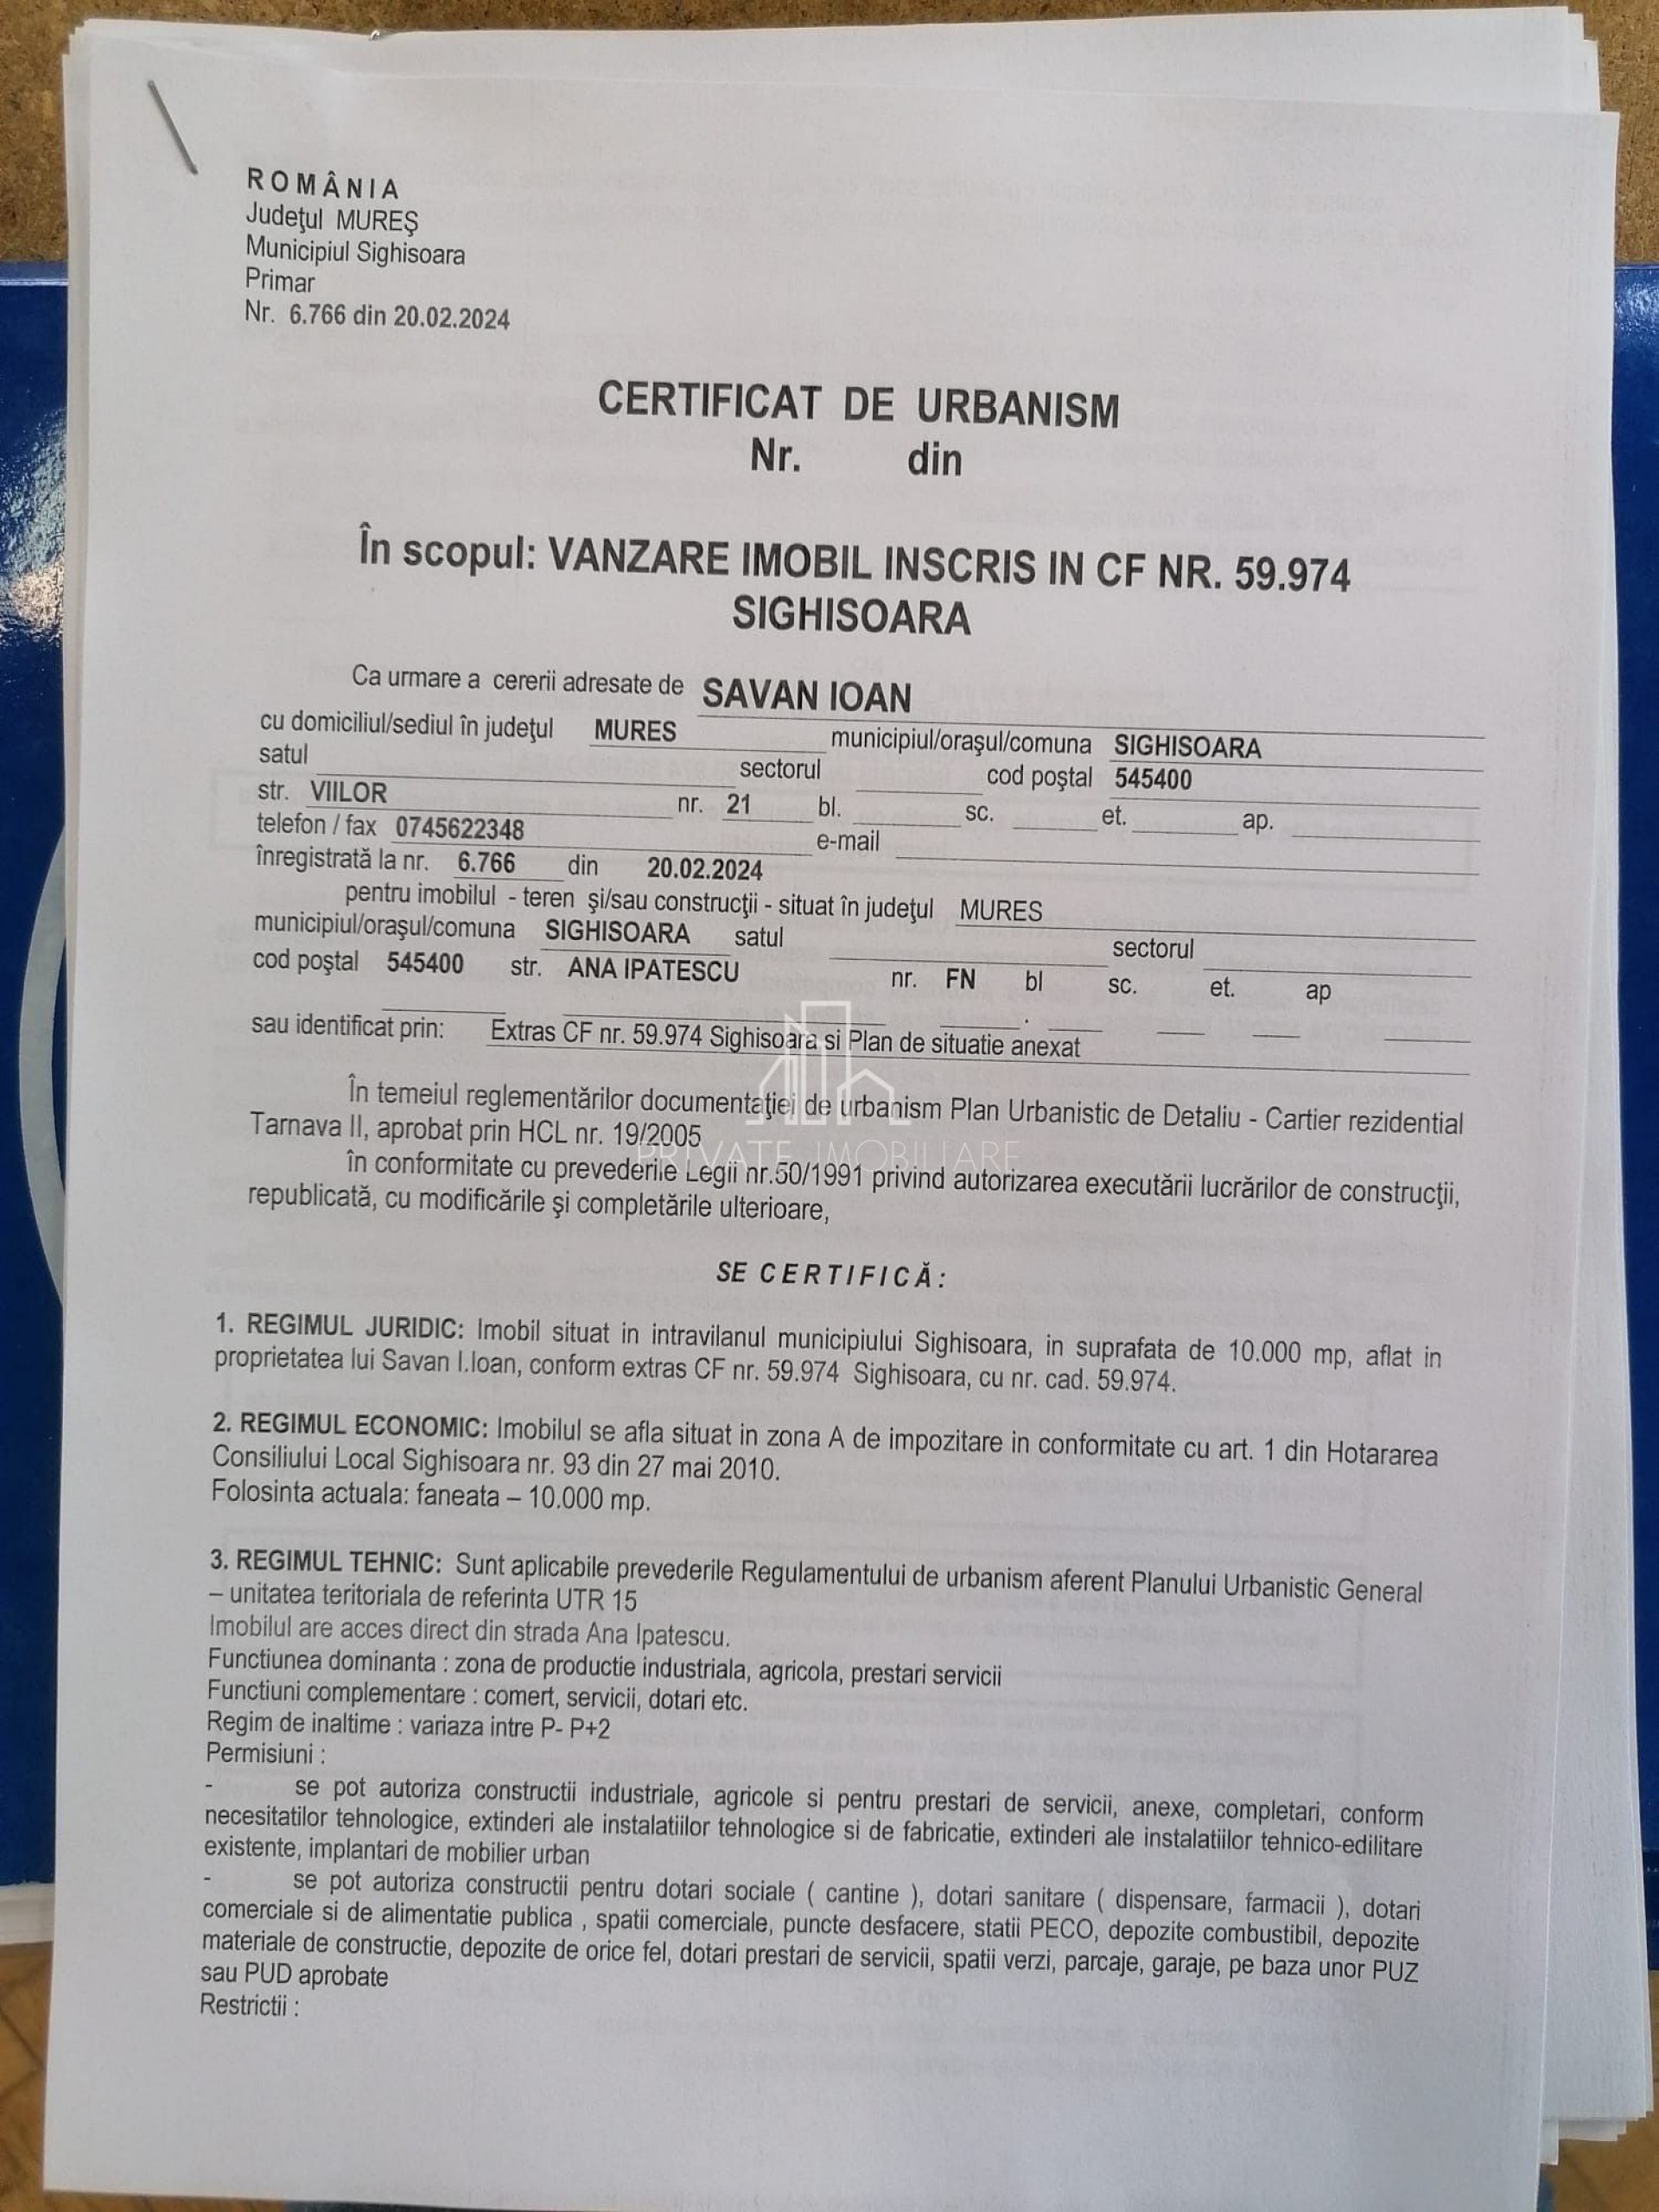 ROMÂNIA
Judeţul MUREŞ
Municipiul Sighisoara
Primar
Nr. 6.766 din 20.02.2024
CERTIFICAT DE URBANISM
Nr. din
În scopul: VANZARE IMOBIL INSCRIS IN CF NR. 59.974
SIGHISOARA
Ca urmare a cererii adresate de SAVAN IOAN
cu domiciliul/sediul în judeţul MURES municipiul/oraşul/comuna SIGHISOARA
satul sectorul cod poştal 545400
str. VIILOR nr. 21 bl. sc. et. ap.
telefon / fax 0745622348 e-mail
înregistrată la nr. 6.766 din 20.02.2024
pentru imobilul - teren şi/sau construcţii - situat în judeţul MURES
municipiul/oraşul/comuna SIGHISOARA satul sectorul
cod poştal 545400 str. ANA IPATESCU nr. FN bl sc. et. ap
.
sau identificat prin: Extras CF nr. 59.974 Sighisoara si Plan de situatie anexat
În temeiul reglementărilor documentaţiei de urbanism Plan Urbanistic de Detaliu - Cartier rezidential
Tarnava II, aprobat prin HCL nr. 19/2005
PRIVATE IMOBILIARE
în conformitate cu prevederile Legii nr.50/1991 privind autorizarea executării lucrărilor de construcţii,
republicată, cu modificările şi completările ulterioare,
SE CERTIFICĂ:
1. REGIMUL JURIDIC: Imobil situat in intravilanul municipiului Sighisoara, in suprafata de 10.000 mp, aflat in
proprietatea lui Savan I.Ioan, conform extras CF nr. 59.974 Sighisoara, cu nr. cad. 59.974.
2. REGIMUL ECONOMIC: Imobilul se afla situat in zona A de impozitare in conformitate cu art. 1 din Hotararea
Consiliului Local Sighisoara nr. 93 din 27 mai 2010.
Folosinta actuala: faneata – 10.000 mp.
3. REGIMUL TEHNIC: Sunt aplicabile prevederile Regulamentului de urbanism aferent Planului Urbanistic General
– unitatea teritoriala de referinta UTR 15
Imobilul are acces direct din strada Ana Ipatescu.
Functiunea dominanta : zona de productie industriala, agricola, prestari servicii
Functiuni complementare : comert, servicii, dotari etc.
Regim de inaltime : variaza intre P- P+2
Permisiuni :
- se pot autoriza constructii industriale, agricole si pentru prestari de servicii, anexe, completari, conform
necesitatilor tehnologice, extinderi ale instalatiilor tehnologice si de fabricatie, extinderi ale instalatiilor tehnico-edilitare
existente, implantari de mobilier urban
- se pot autoriza constructii pentru dotari sociale ( cantine ), dotari sanitare ( dispensare, farmacii ), dotari
comerciale si de alimentatie publica , spatii comerciale, puncte desfacere, statii PECO, depozite combustibil, depozite
materiale de constructie, depozite de orice fel, dotari prestari de servicii, spatii verzi, parcaje, garaje, pe baza unor PUZ
sau PUD aprobate
Restrictii :